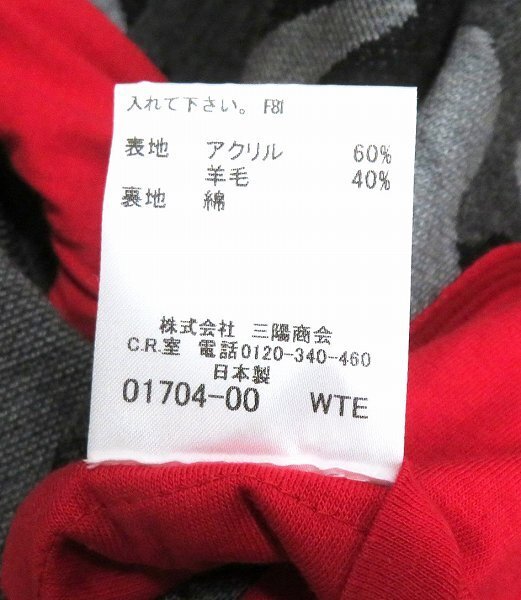 入れて下さい。 F8I
表地 アクリル 60%
羊毛 40%
裏地 綿
株式会社 三陽商会
C.R.室 電話0120-340-460
日本製
01704-00 WTE